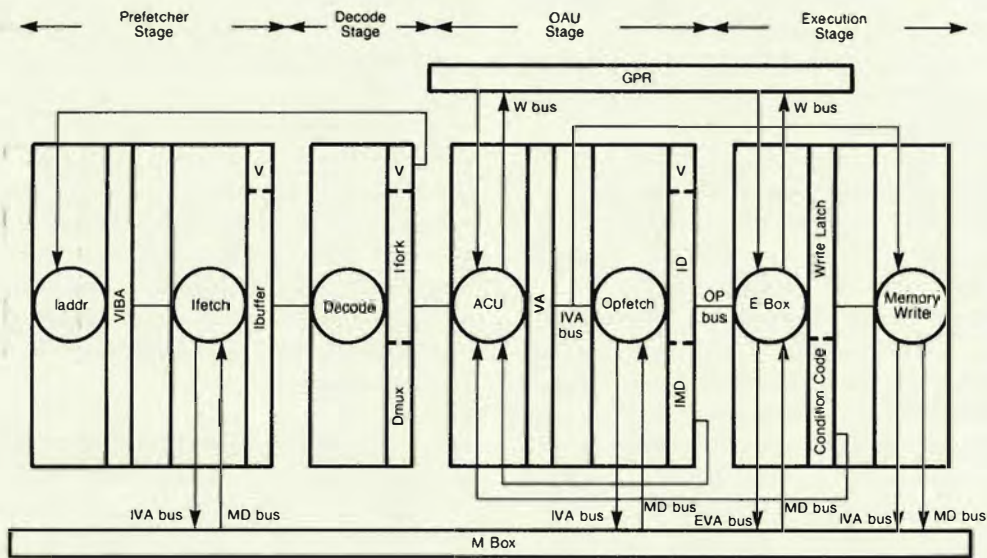 Prefetcher
Stage
Decode
Stage
OAU
Stage
Execution
Stage
GPR
W bus
W bus
V
V
V
Iaddr
VIBA
Ifetch
Ibuffer
Decode
Ifork
Dmux
ACU
VA
IVA
bus
Opfetch
ID
IMD
OP
bus
E Box
Write Latch
Condition Code
Memory
Write
IVA bus
MD bus
IVA bus
MD bus
EVA bus
MD bus
IVA bus
MD bus
M Box